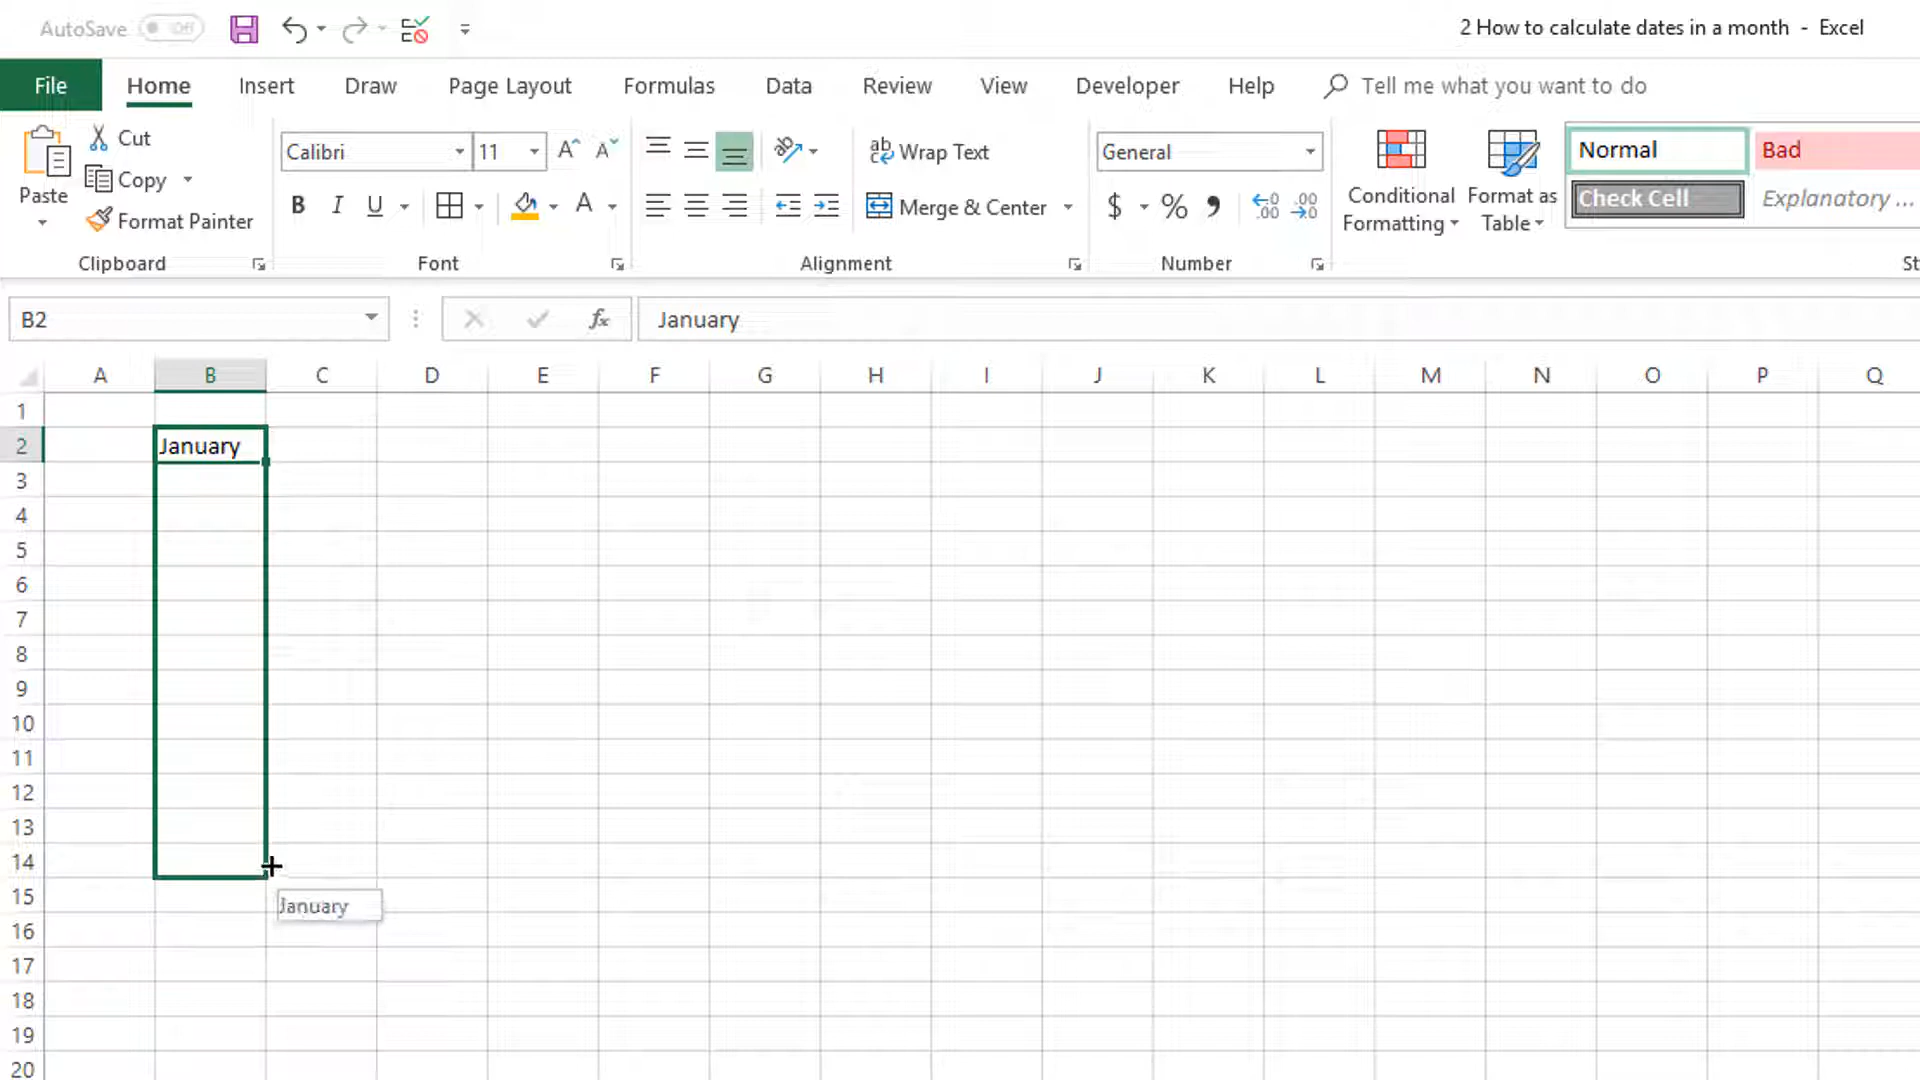 AutoSave Off 2 How to calculate dates in a month - Excel
File Home Insert Draw Page Layout Formulas Data Review View Developer Help Tell me what you want to do
Cut
Copy
Format Painter
Paste
Calibri 11
B I U A
ab Wrap Text
Merge & Center
General
$ % 9
Conditional Formatting
Format as Table
Normal Bad
Check Cell Explanatory ...
Clipboard Font Alignment Number St
B2 fx January
A B C D E F G H I J K L M N O P Q
1
2 January
3
4
5
6
7
8
9
10
11
12
13
14
15 January
16
17
18
19
20